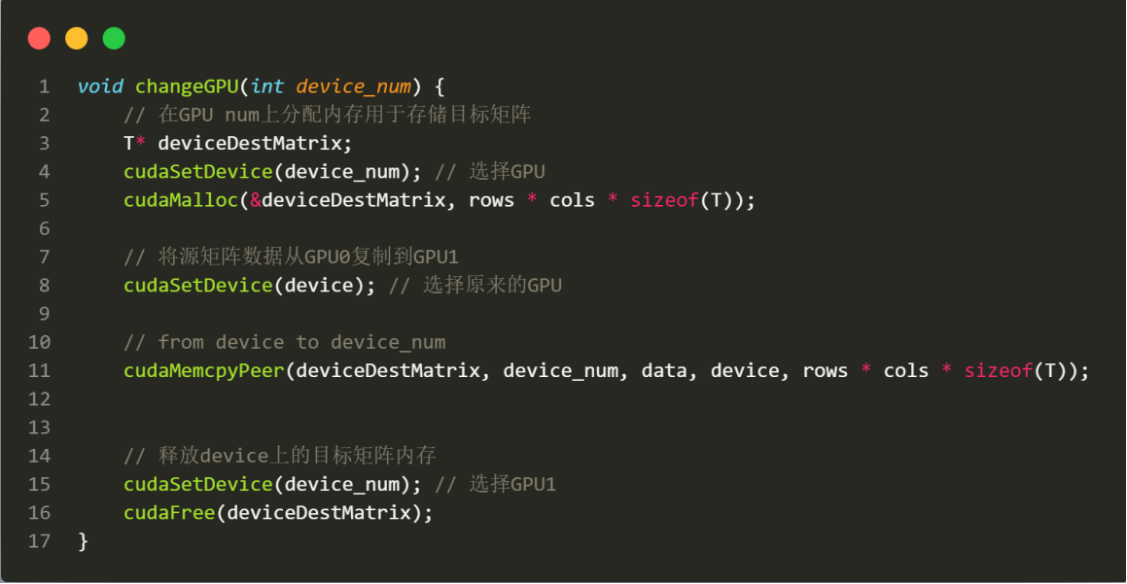 1 void changeGPU(int device_num) {
2 // 在GPU num上分配内存用于存储目标矩阵
3 T* deviceDestMatrix;
4 cudaSetDevice(device_num); // 选择GPU
5 cudaMalloc(&deviceDestMatrix, rows * cols * sizeof(T));
6
7 // 将源矩阵数据从GPU0复制到GPU1
8 cudaSetDevice(device); // 选择原来的GPU
9
10 // from device to device_num
11 cudaMemcpyPeer(deviceDestMatrix, device_num, data, device, rows * cols * sizeof(T));
12
13
14 // 释放device上的目标矩阵内存
15 cudaSetDevice(device_num); // 选择GPU1
16 cudaFree(deviceDestMatrix);
17 }